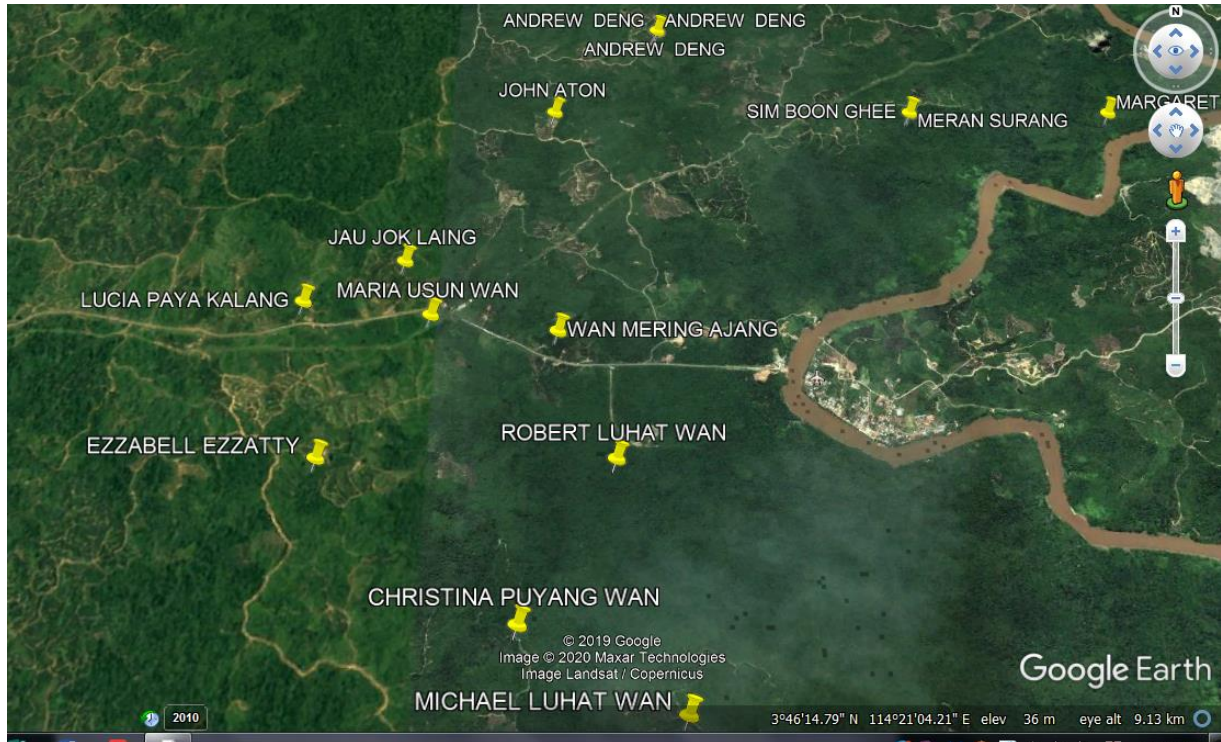 ANDREW DENG ANDREW DENG
ANDREW DENG
N
JOHN ATON
SIM BOON GHEE
MERAN SURANG
MARGARET
JAU JOK LAING
LUCIA PAYA KALANG
MARIA USUN WAN
WAN MERING AJANG
EZZABELL EZZATTY
ROBERT LUHAT WAN
CHRISTINA PUYANG WAN
© 2019 Google
Image © 2020 Maxar Technologies
Image Landsat / Copernicus
Google Earth
MICHAEL LUHAT WAN
2010
3°46'14.79" N 114°21'04.21" E elev 36 m eye alt 9.13 km